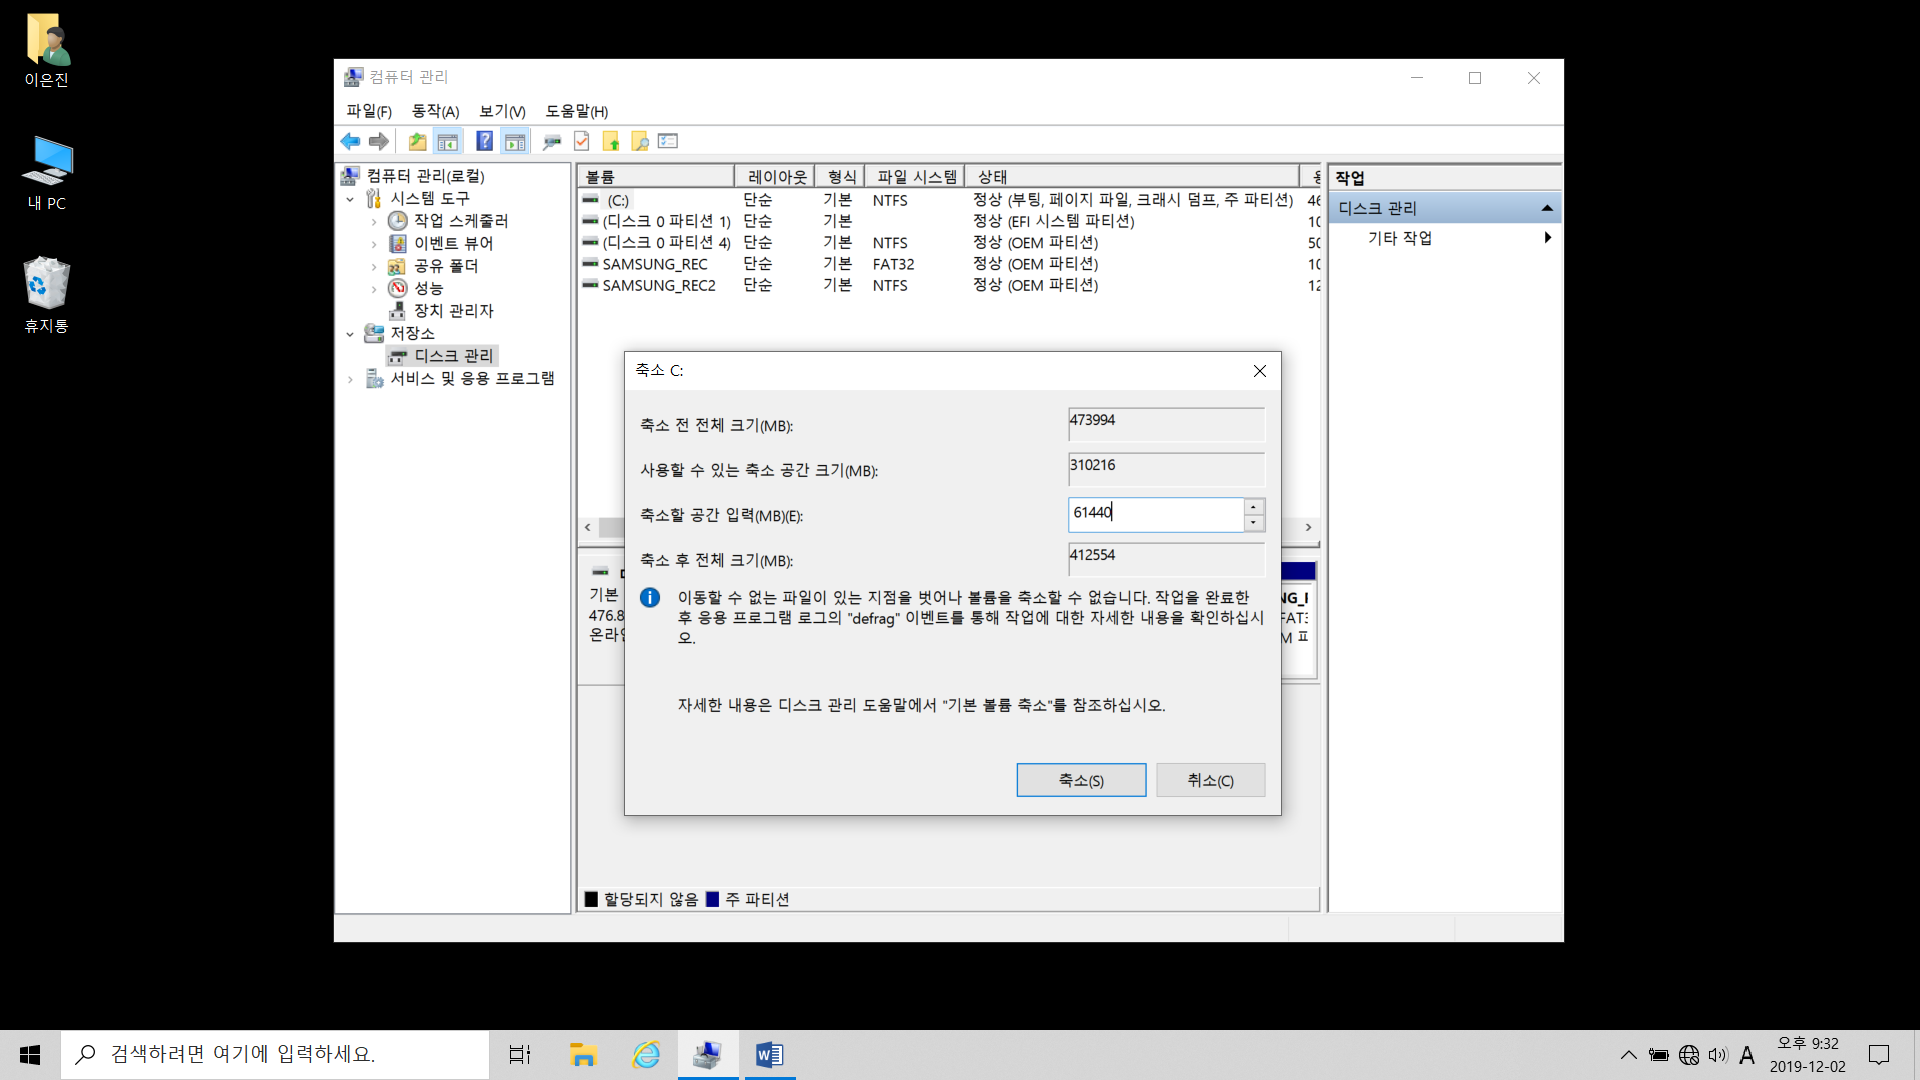 이은진
내 PC
휴지통
컴퓨터 관리
파일(F) 동작(A) 보기(V) 도움말(H)
컴퓨터 관리(로컬)
시스템 도구
작업 스케줄러
이벤트 뷰어
공유 폴더
성능
장치 관리자
저장소
디스크 관리
서비스 및 응용 프로그램
볼륨 레이아웃 형식 파일 시스템 상태
(C:) 단순 기본 NTFS 정상 (부팅, 페이지 파일, 크래시 덤프, 주 파티션) 46
(디스크 0 파티션 1) 단순 기본 정상 (EFI 시스템 파티션) 10
(디스크 0 파티션 4) 단순 기본 NTFS 정상 (OEM 파티션) 50
SAMSUNG_REC 단순 기본 FAT32 정상 (OEM 파티션) 10
SAMSUNG_REC2 단순 기본 NTFS 정상 (OEM 파티션) 12
작업
디스크 관리
기타 작업
축소 C:
축소 전 전체 크기(MB): 473994
사용할 수 있는 축소 공간 크기(MB): 310216
축소할 공간 입력(MB)(E): 61440
축소 후 전체 크기(MB): 412554
이동할 수 없는 파일이 있는 지점을 벗어나 볼륨을 축소할 수 없습니다. 작업을 완료한
후 응용 프로그램 로그의 "defrag" 이벤트를 통해 작업에 대한 자세한 내용을 확인하십시
오.
자세한 내용은 디스크 관리 도움말에서 "기본 볼륨 축소"를 참조하십시오.
축소(S) 취소(C)
기본
476.8
온라인
할당되지 않음 주 파티션
검색하려면 여기에 입력하세요.
A
오후 9:32
2019-12-02